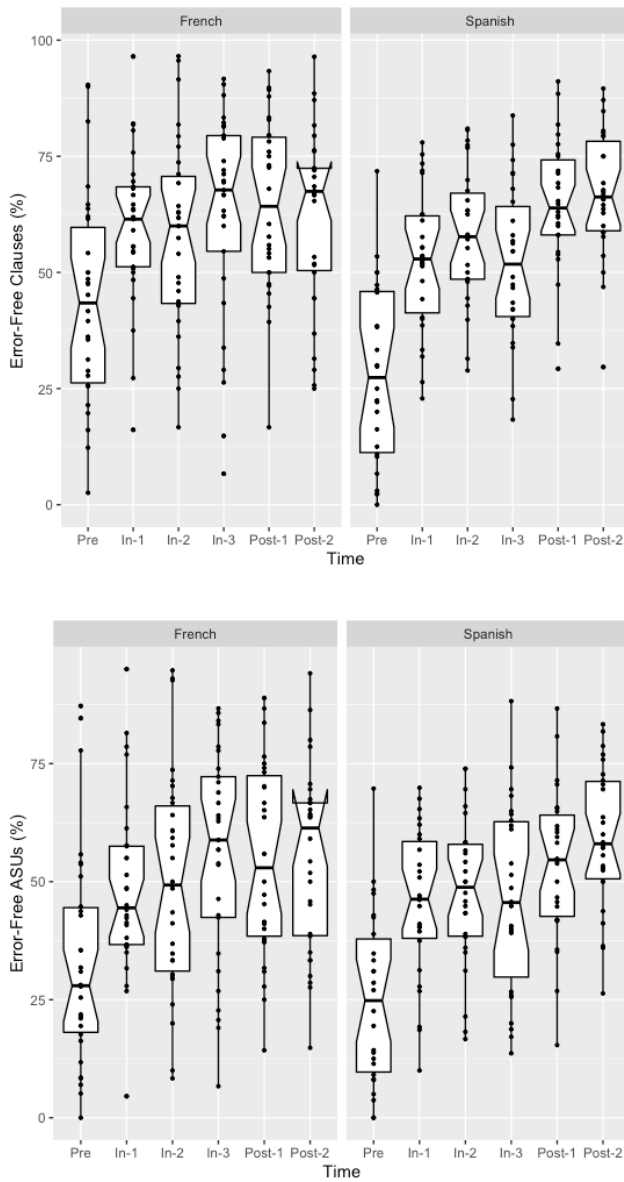 French Spanish
100
75
50
25
0
Error-Free Clauses (%)
Pre In-1 In-2 In-3 Post-1 Post-2 Pre In-1 In-2 In-3 Post-1 Post-2
Time
French Spanish
75
50
25
0
Error-Free ASUs (%)
Pre In-1 In-2 In-3 Post-1 Post-2 Pre In-1 In-2 In-3 Post-1 Post-2
Time